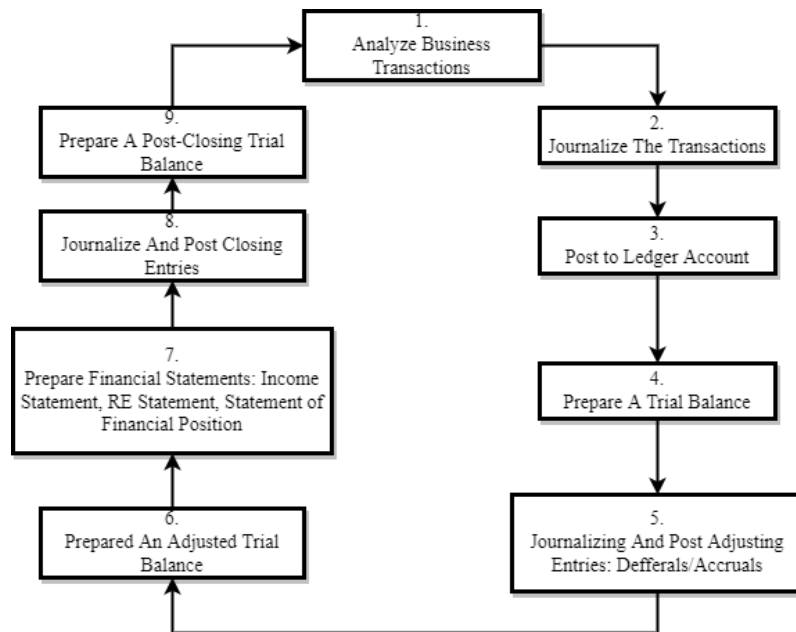 1.
Analyze Business
Transactions
2.
Journalize The Transactions
3.
Post to Ledger Account
4.
Prepare A Trial Balance
5.
Journalizing And Post Adjusting
Entries: Defferals/Accruals
6.
Prepared An Adjusted Trial
Balance
7.
Prepare Financial Statements: Income
Statement, RE Statement, Statement of
Financial Position
8.
Journalize And Post Closing
Entries
9.
Prepare A Post-Closing Trial
Balance